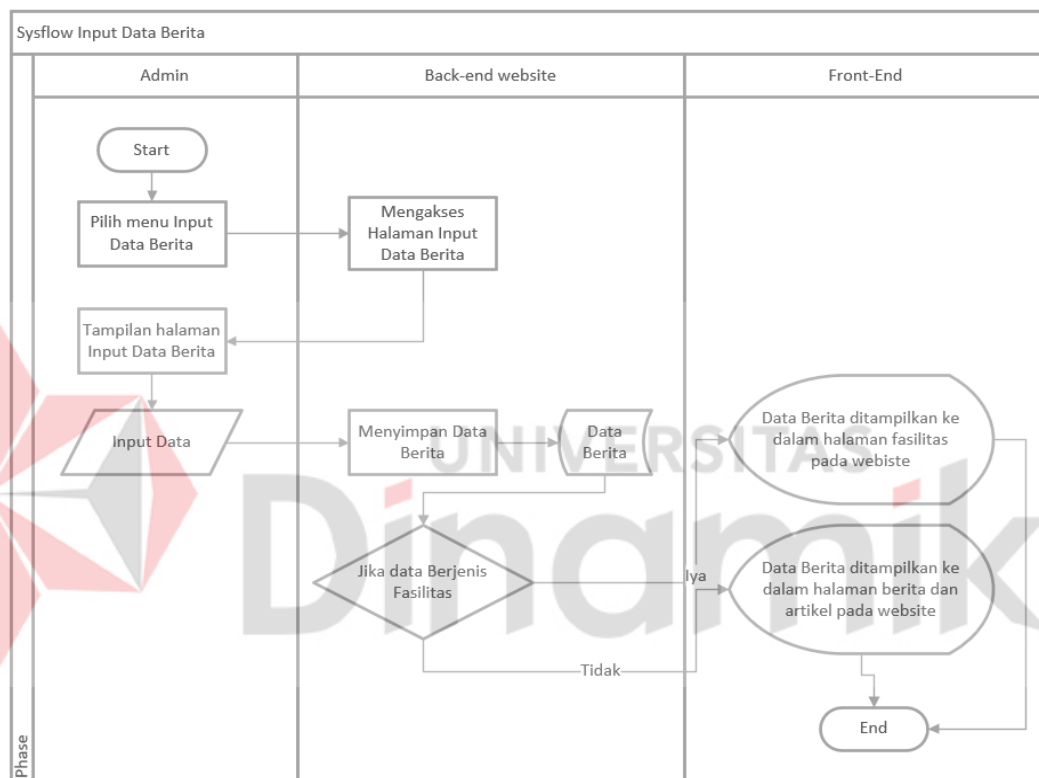 Sysflow Input Data Berita
Admin
Back-end website
Front-End
Start
Pilih menu Input
Data Berita
Mengakses
Halaman Input
Data Berita
Tampilan halaman
Input Data Berita
Input Data
Menyimpan Data
Berita
Data
Berita
Data Berita ditampilkan ke
dalam halaman fasilitas
pada webiste
UNIVERSITAS
Dinamika
Jika data Berjenis
Fasilitas
Iya
Data Berita ditampilkan ke
dalam halaman berita dan
artikel pada website
Tidak
End
Phase